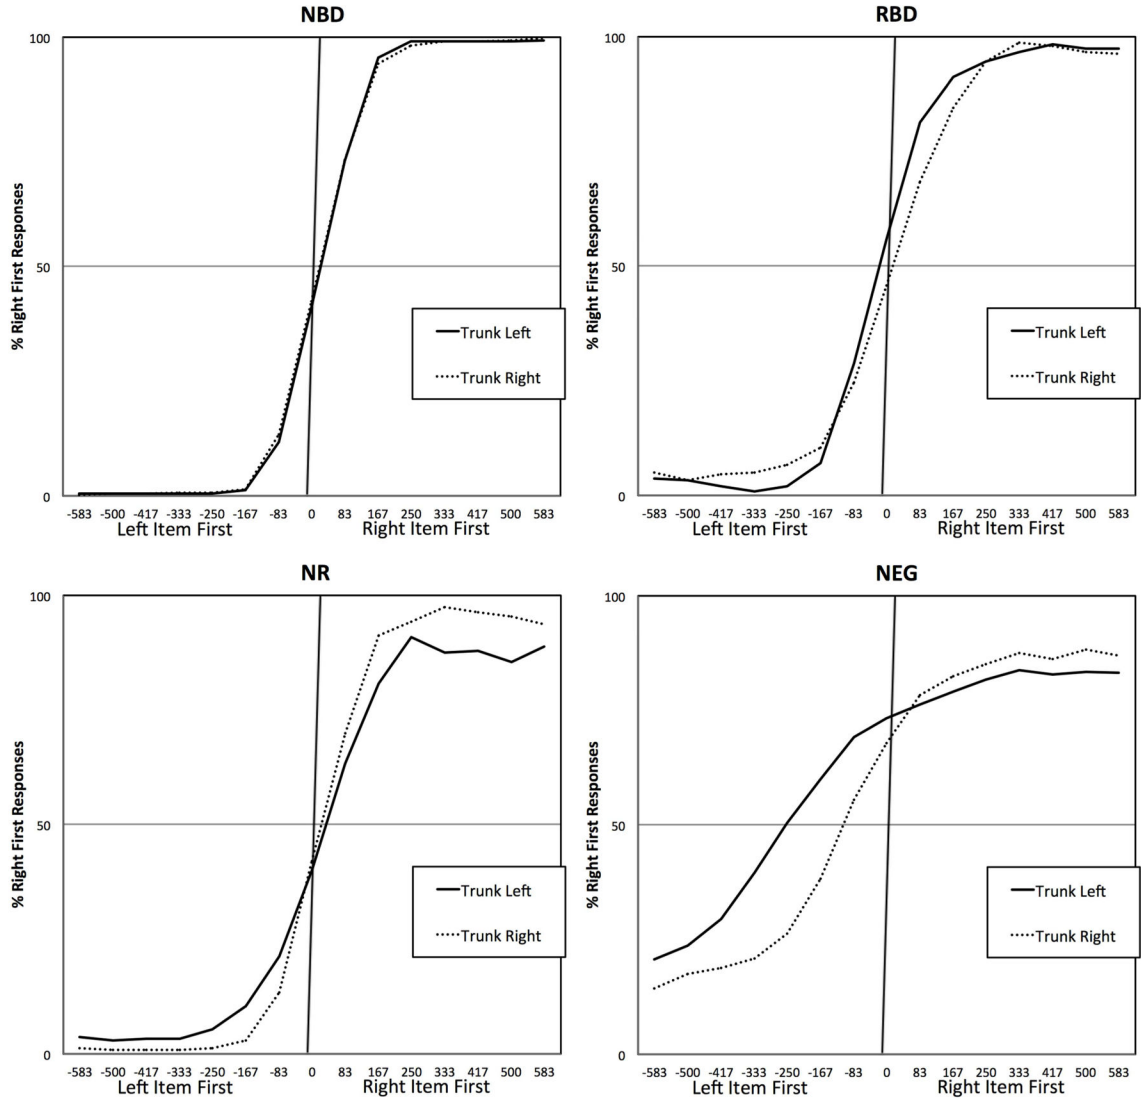 NBD
100
50
0
% Right First Responses
Trunk Left
Trunk Right
-583 -500 -417 -333 -250 -167 -83 0 83 167 250 333 417 500 583
Left Item First Right Item First
RBD
100
50
0
% Right First Responses
Trunk Left
Trunk Right
-583 -500 -417 -333 -250 -167 -83 0 83 167 250 333 417 500 583
Left Item First Right Item First
NR
100
50
0
% Right First Responses
Trunk Left
Trunk Right
-583 -500 -417 -333 -250 -167 -83 0 83 167 250 333 417 500 583
Left Item First Right Item First
NEG
100
50
0
% Right First Responses
Trunk Left
Trunk Right
-583 -500 -417 -333 -250 -167 -83 0 83 167 250 333 417 500 583
Left Item First Right Item First